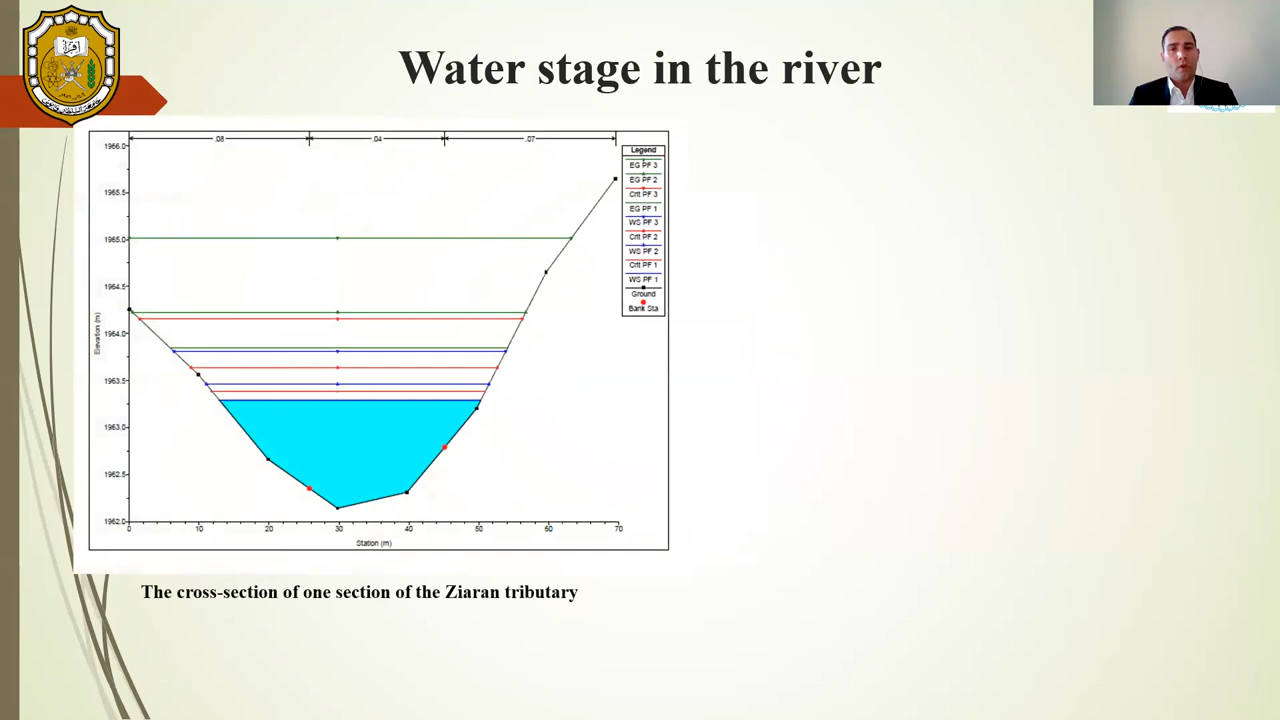 Water stage in the river
.08
.04
.07
1966.0
1965.5
1965.0
1964.5
1964.0
1963.5
1963.0
1962.5
1962.0
Elevation (m)
0
10
20
30
40
50
60
70
Station (m)
Legend
EG PF 3
EG PF 2
Crit PF 3
EG PF 1
WS PF 3
Crit PF 2
WS PF 2
Crit PF 1
WS PF 1
Ground
Bank Sta
The cross-section of one section of the Ziaran tributary